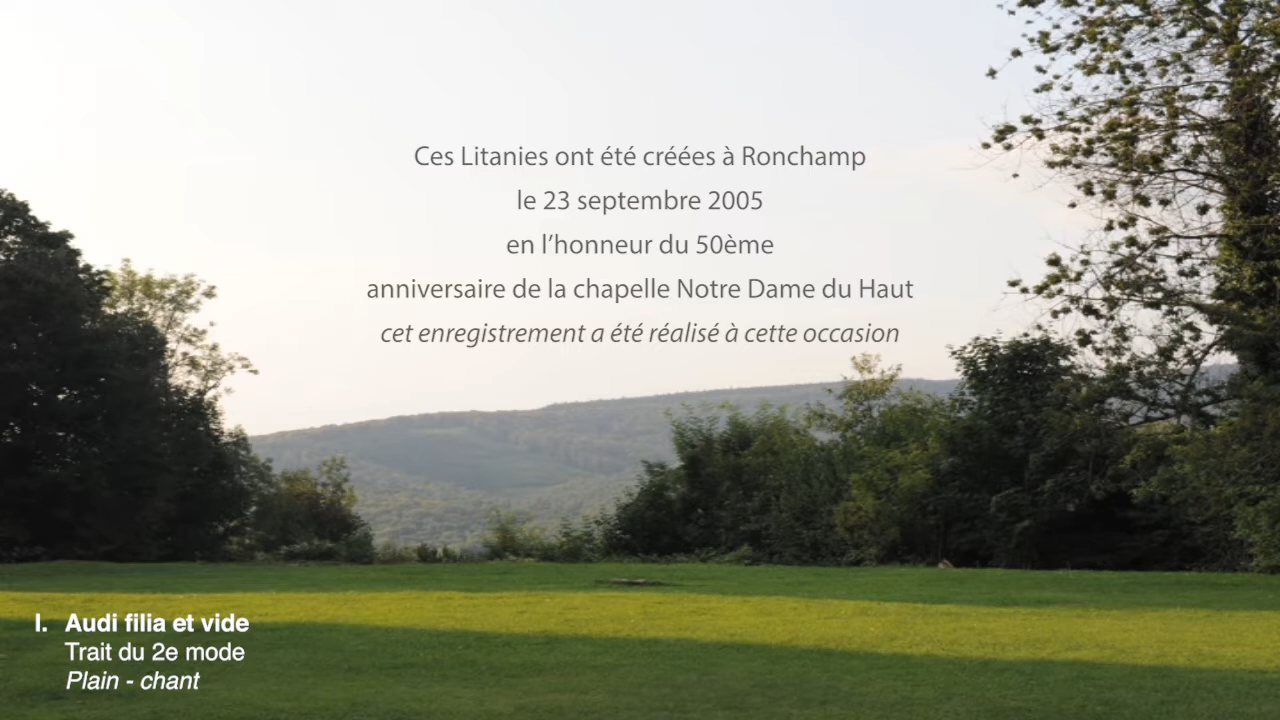 Ces Litanies ont été créées à Ronchamp
le 23 septembre 2005
en l’honneur du 50ème
anniversaire de la chapelle Notre Dame du Haut
cet enregistrement a été réalisé à cette occasion
I. Audi filia et vide
Trait du 2e mode
Plain - chant